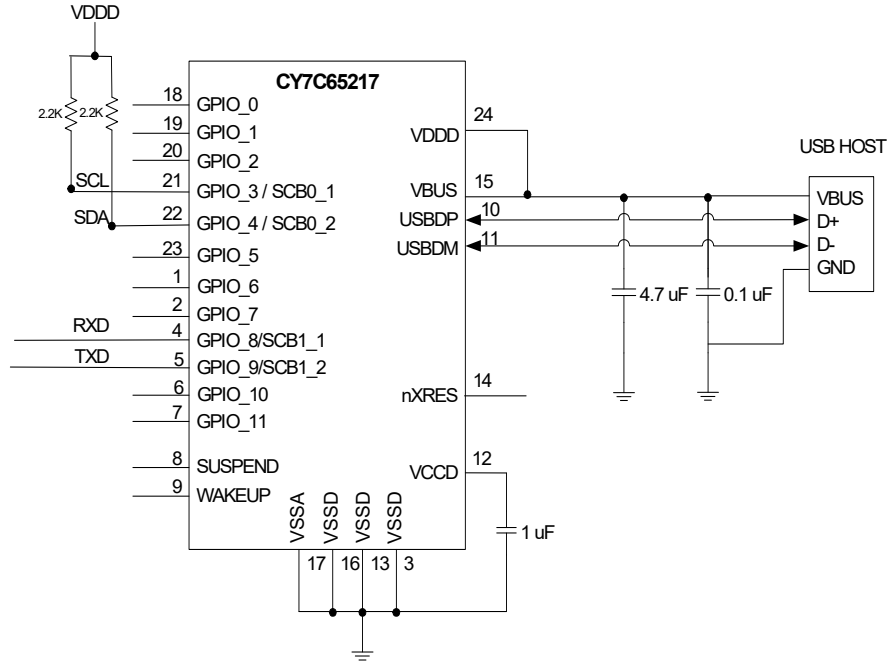 VDDD
2.2K
2.2K
SCL
SDA
RXD
TXD
CY7C65217
18 GPIO_0
19 GPIO_1
20 GPIO_2
21 GPIO_3 / SCB0_1
22 GPIO_4 / SCB0_2
23 GPIO_5
1 GPIO_6
2 GPIO_7
4 GPIO_8/SCB1_1
5 GPIO_9/SCB1_2
6 GPIO_10
7 GPIO_11
8 SUSPEND
9 WAKEUP
VDDD 24
VBUS 15
USBDP 10
USBDM 11
nXRES 14
VCCD 12
VSSA
VSSD
VSSD
VSSD
17
16
13
3
1 uF
4.7 uF
0.1 uF
USB HOST
VBUS
D+
D-
GND